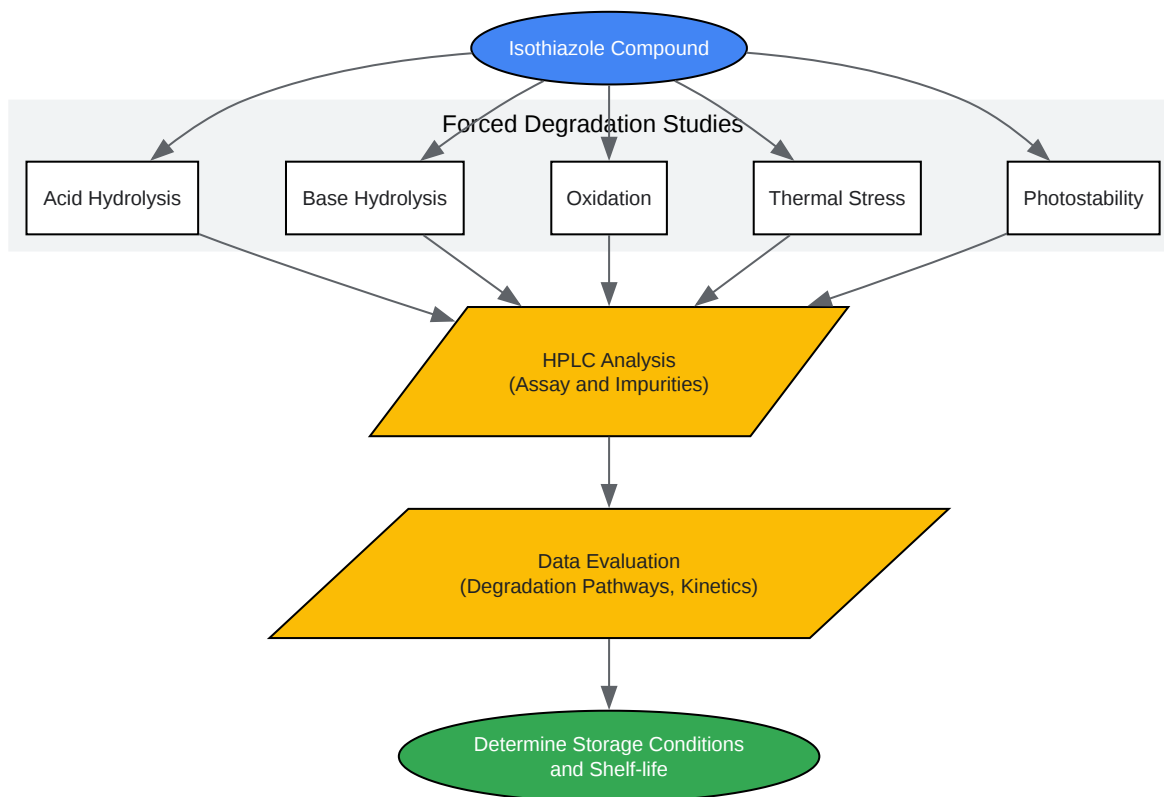 Isothiazole Compound
Forced Degradation Studies
Acid Hydrolysis
Base Hydrolysis
Oxidation
Thermal Stress
Photostability
HPLC Analysis
(Assay and Impurities)
Data Evaluation
(Degradation Pathways, Kinetics)
Determine Storage Conditions
and Shelf-life